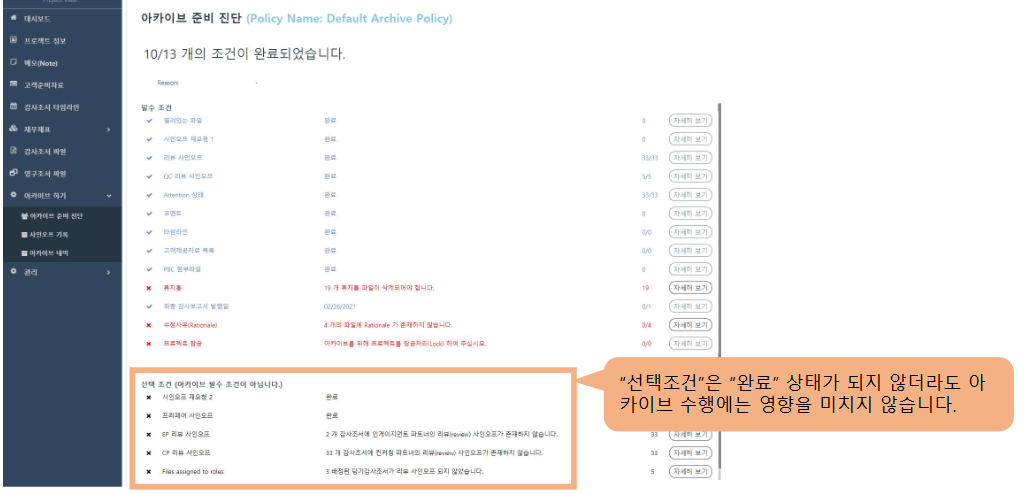 Project View
대시보드
프로젝트 정보
메모(Note)
고객준비자료
감사조서 타임라인
재무제표
감사조서 파일
영구조서 파일
아카이브 하기
아카이브 준비 진단
사인오프 기록
아카이브 내역
관리
아카이브 준비 진단 (Policy Name: Default Archive Policy)
10/13 개의 조건이 완료되었습니다.
Reason: -
필수 조건
열려있는 파일 완료 0 자세히 보기
사인오프 재요청 1 완료 0 자세히 보기
리뷰 사인오프 완료 33/33 자세히 보기
QC 리뷰 사인오프 완료 5/5 자세히 보기
Attention 상태 완료 33/33 자세히 보기
코멘트 완료 0 자세히 보기
타임라인 완료 0/0 자세히 보기
고객제공자료 목록 완료 0/0 자세히 보기
PBC 첨부파일 완료 0 자세히 보기
휴지통 19 개 휴지통 파일이 삭제되어야 합니다. 19 자세히 보기
최종 감사보고서 발행일 02/26/2021 0/1 자세히 보기
수정사유(Rationale) 4 개의 파일에 Rationale 가 존재하지 않습니다. 0/4 자세히 보기
프로젝트 잠금 아카이브를 위해 프로젝트를 잠금처리(Lock) 하여 주십시오. 0/0 자세히 보기
선택 조건 (아카이브 필수 조건이 아닙니다.)
사인오프 재요청 2 완료
프리페어 사인오프 완료
EP 리뷰 사인오프 2 개 감사조서에 인게이지먼트 파트너의 리뷰(review) 사인오프가 존재하지 않습니다. 33 자세히 보기
CP 리뷰 사인오프 33 개 감사조서에 컨커링 파트너의 리뷰(review) 사인오프가 존재하지 않습니다. 33 자세히 보기
Files assigned to roles 3 배정된 당기감사조서가 리뷰 사인오프 되지 않았습니다. 5 자세히 보기
“선택조건”은 “완료” 상태가 되지 않더라도 아
카이브 수행에는 영향을 미치지 않습니다.